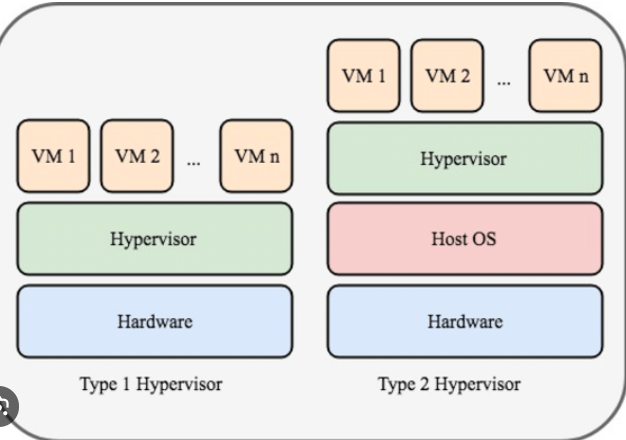 VM 1 VM 2 ... VM n
Hypervisor
Hardware
Type 1 Hypervisor
VM 1 VM 2 ... VM n
Hypervisor
Host OS
Hardware
Type 2 Hypervisor